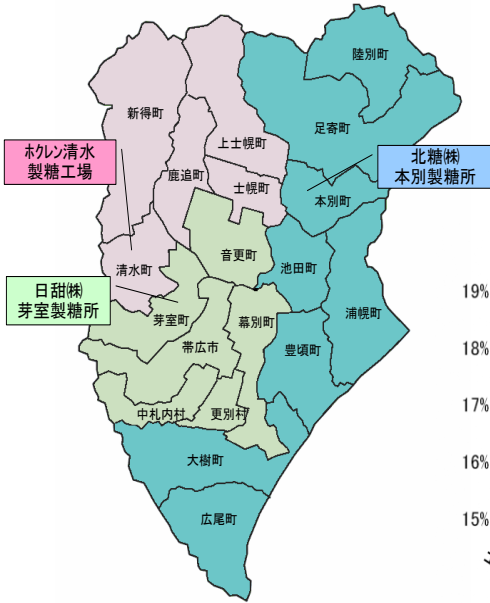 陸別町
新得町
足寄町
上士幌町
ホクレン清水
製糖工場
鹿追町
北糖㈱
本別製糖所
士幌町
本別町
音更町
清水町
池田町
日甜㈱
芽室製糖所
19%
浦幌町
芽室町
幕別町
帯広市
豊頃町
18%
17%
中札内村
更別村
大樹町
16%
広尾町
15%